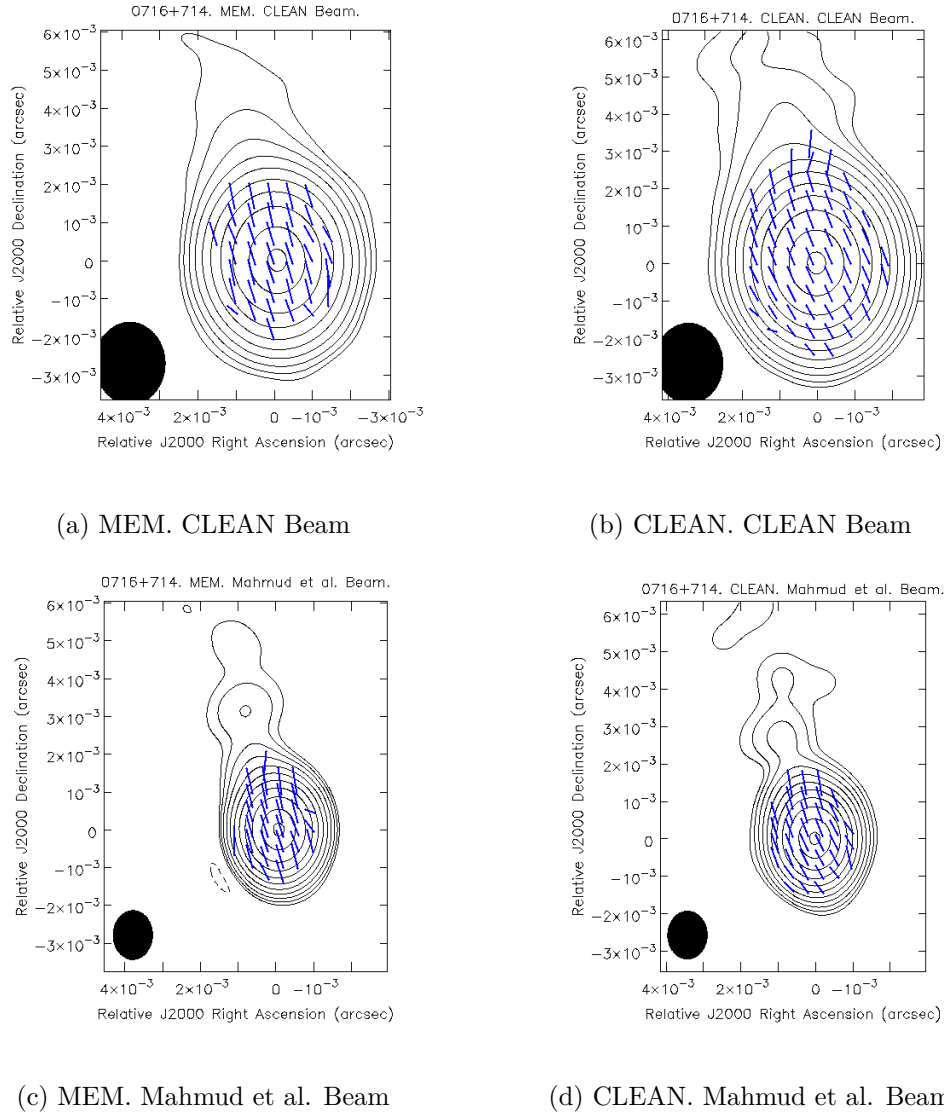 0716+714. MEM. CLEAN Beam.
6×10⁻³
5×10⁻³
4×10⁻³
3×10⁻³
2×10⁻³
10⁻³
0
−10⁻³
−2×10⁻³
−3×10⁻³
Relative J2000 Declination (arcsec)
4×10⁻³ 2×10⁻³ 0 −10⁻³ −3×10⁻³
Relative J2000 Right Ascension (arcsec)
(a) MEM. CLEAN Beam
0716+714. CLEAN. CLEAN Beam.
6×10⁻³
5×10⁻³
4×10⁻³
3×10⁻³
2×10⁻³
10⁻³
0
−10⁻³
−2×10⁻³
−3×10⁻³
Relative J2000 Declination (arcsec)
4×10⁻³ 2×10⁻³ 0 −10⁻³
Relative J2000 Right Ascension (arcsec)
(b) CLEAN. CLEAN Beam
0716+714. MEM. Mahmud et al. Beam.
6×10⁻³
5×10⁻³
4×10⁻³
3×10⁻³
2×10⁻³
10⁻³
0
−10⁻³
−2×10⁻³
−3×10⁻³
Relative J2000 Declination (arcsec)
4×10⁻³ 2×10⁻³ 0 −10⁻³
Relative J2000 Right Ascension (arcsec)
(c) MEM. Mahmud et al. Beam
0716+714. CLEAN. Mahmud et al. Beam.
6×10⁻³
5×10⁻³
4×10⁻³
3×10⁻³
2×10⁻³
10⁻³
0
−10⁻³
−2×10⁻³
−3×10⁻³
Relative J2000 Declination (arcsec)
4×10⁻³ 2×10⁻³ 0 −10⁻³
Relative J2000 Right Ascension (arcsec)
(d) CLEAN. Mahmud et al. Beam